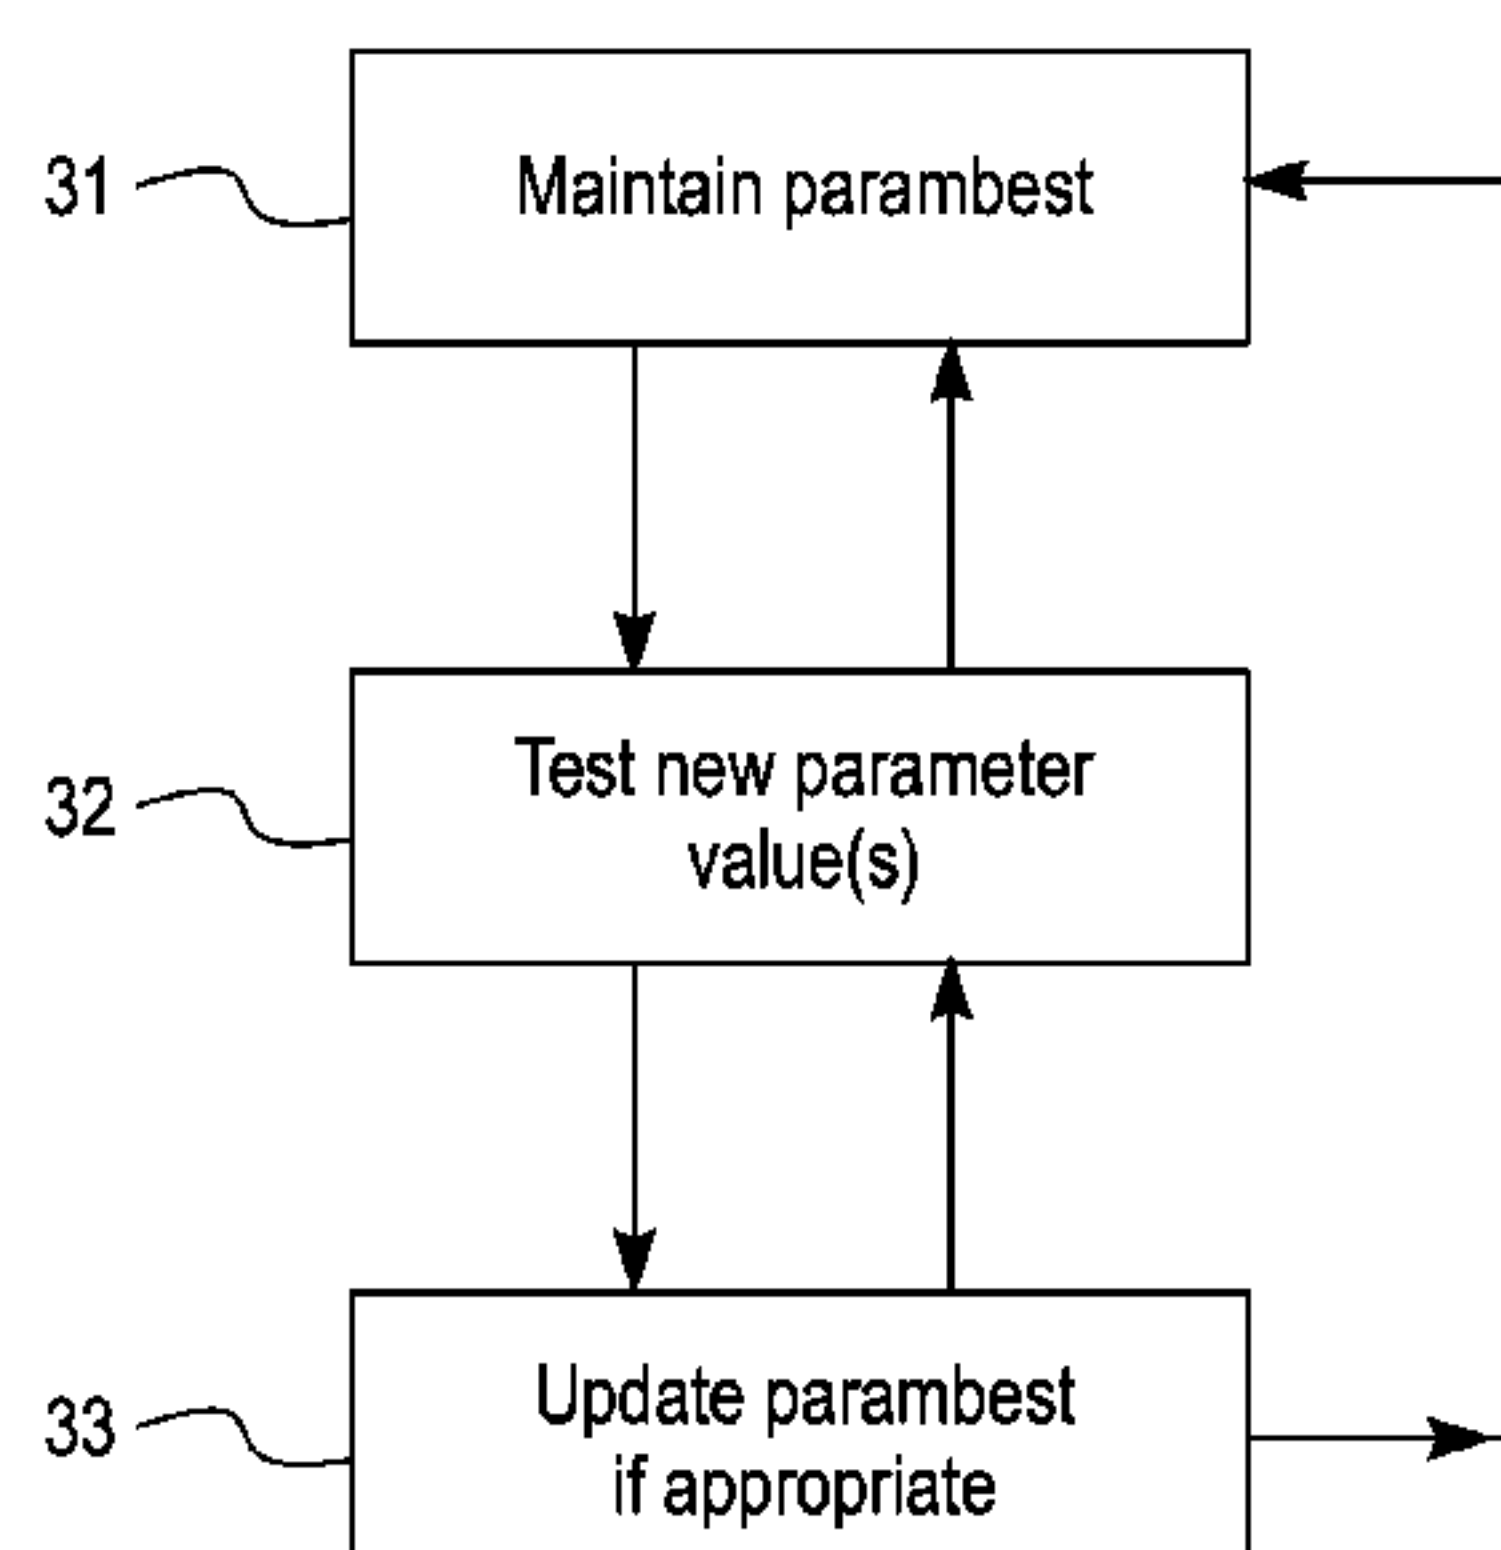 31
Maintain parambest
32
Test new parameter
value(s)
33
Update parambest
if appropriate